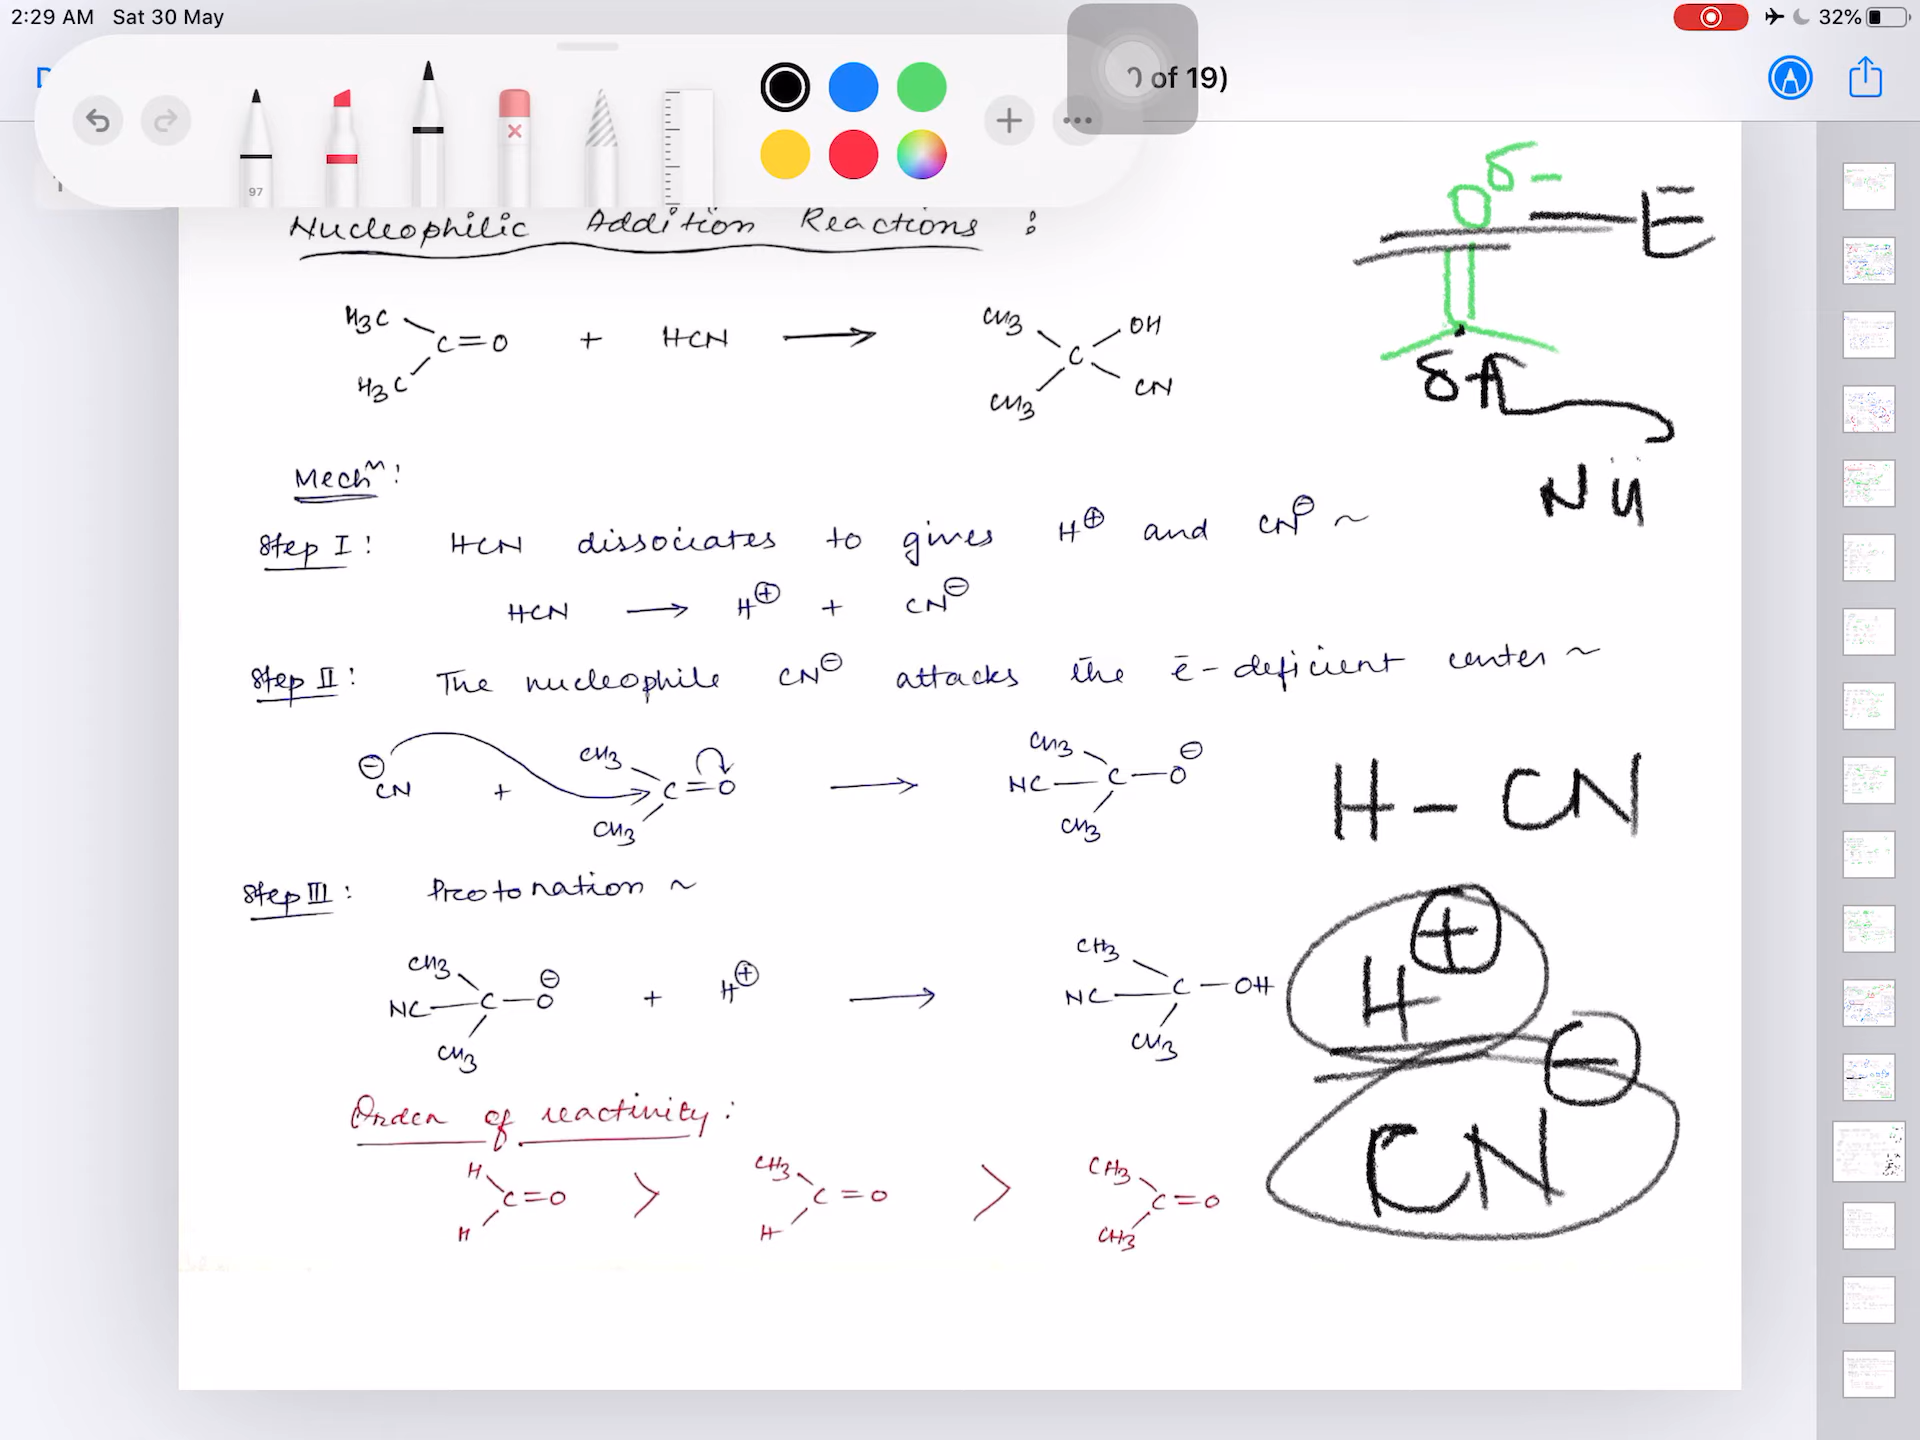 2:29 AM Sat 30 May
32%
of 19)
97
Nucleophilic Addition Reactions :
H3C
C=O + HCN ⟶
H3C
CH3 OH
C
CH3 CN
δ-
O E
δ+
Nu
Mechᵐ:
Step I: HCN dissociates to gives H⊕ and CN⊖ ~
HCN ⟶ H⊕ + CN⊖
Step II: The nucleophile CN⊖ attacks the ē-deficient center ~
⊖
CN + CH3
C=O
CH3
⟶
CH3
NC—C—O⊖
CH3
H-CN
Step III: Protonation ~
CH3
NC—C—O⊖
CH3
+ H⊕ ⟶
CH3
NC—C—OH
CH3
H⊕
CN⊖
Order of reactivity:
H
C=O
H
>
CH3
C=O
H
>
CH3
C=O
CH3